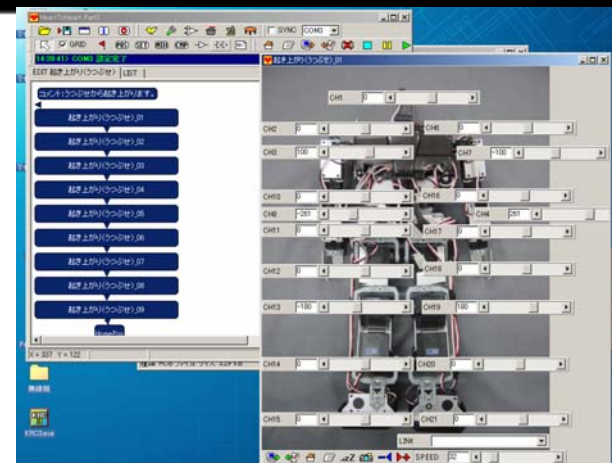 HeartToHeart
SYNC COM3
GRID
14:39:41> COM3 設定完了
EDIT 起き上がり(うつぶせ) LIST
コメント:うつぶせから起き上がります。
起き上がり(うつぶせ)_01
起き上がり(うつぶせ)_02
起き上がり(うつぶせ)_03
起き上がり(うつぶせ)_04
起き上がり(うつぶせ)_05
起き上がり(うつぶせ)_06
起き上がり(うつぶせ)_07
起き上がり(うつぶせ)_08
起き上がり(うつぶせ)_09
X = 337 Y = 122
起き上がり(うつぶせ)_01
CH1 0
CH2 0 CH6 0
CH3 100 CH7 -100
CH10 0 CH16 0
CH8 -261 CH4 261
CH11 0 CH17 0
CH12 0 CH18 0
CH13 -180 CH19 180
CH14 0 CH20 0
CH15 0 CH21 0
LINK
SPEED 32